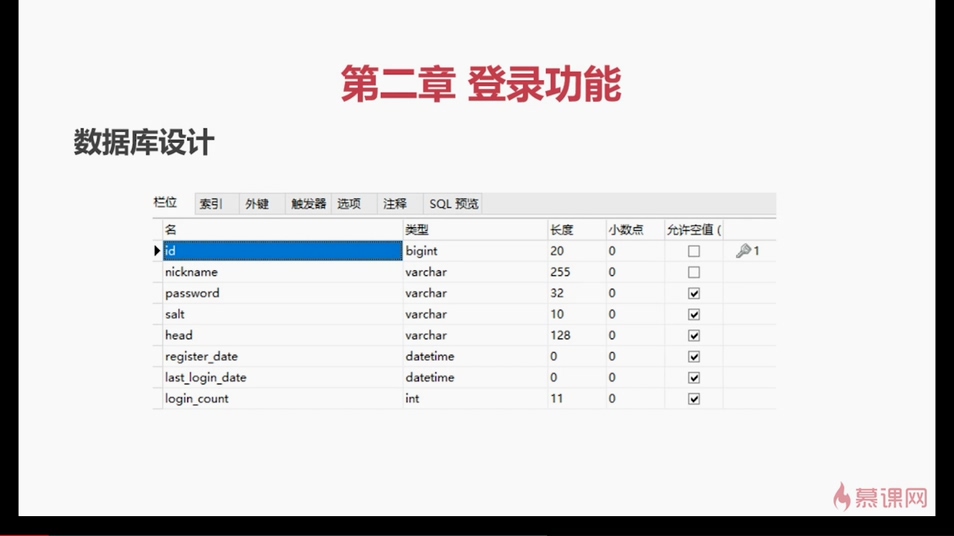 第二章 登录功能
数据库设计
栏位 索引 外键 触发器 选项 注释 SQL 预览
名 类型 长度 小数点 允许空值 (
id bigint 20 0 1
nickname varchar 255 0
password varchar 32 0
salt varchar 10 0
head varchar 128 0
register_date datetime 0 0
last_login_date datetime 0 0
login_count int 11 0
慕课网